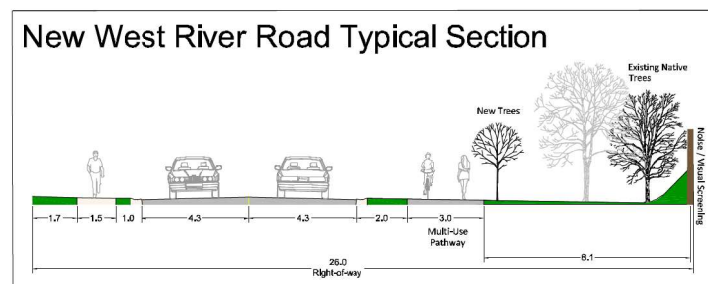 New West River Road Typical Section
Existing Native
Trees
New Trees
Noise / Visual Screening
1.7
1.5
1.0
4.3
4.3
2.0
3.0
Multi-Use
Pathway
8.1
26.0
Right-of-way